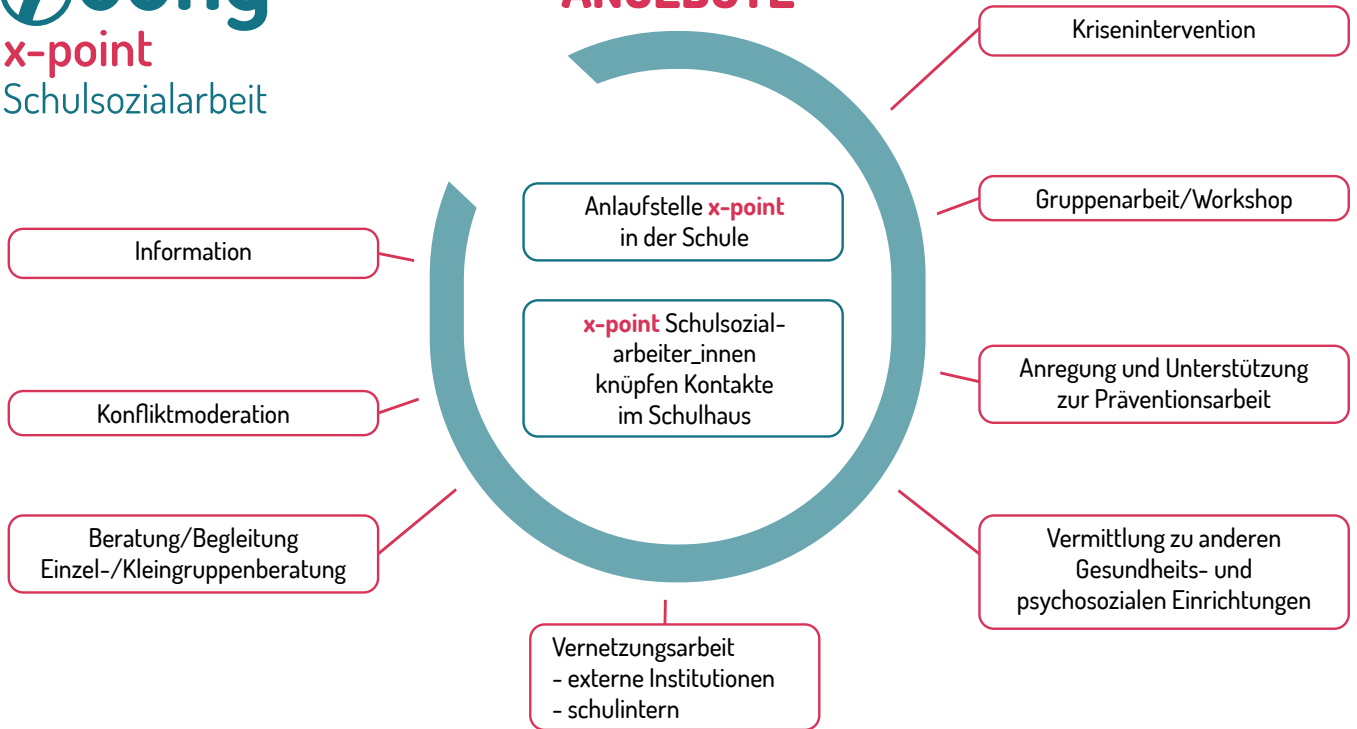 ANGEBOTE
x-point
Schulsozialarbeit
Krisenintervention
Gruppenarbeit/Workshop
Anlaufstelle x-point
in der Schule
Information
x-point Schulsozial-
arbeiter_innen
knüpfen Kontakte
im Schulhaus
Anregung und Unterstützung
zur Präventionsarbeit
Konfliktmoderation
Beratung/Begleitung
Einzel-/Kleingruppenberatung
Vermittlung zu anderen
Gesundheits- und
psychosozialen Einrichtungen
Vernetzungsarbeit
- externe Institutionen
- schulintern